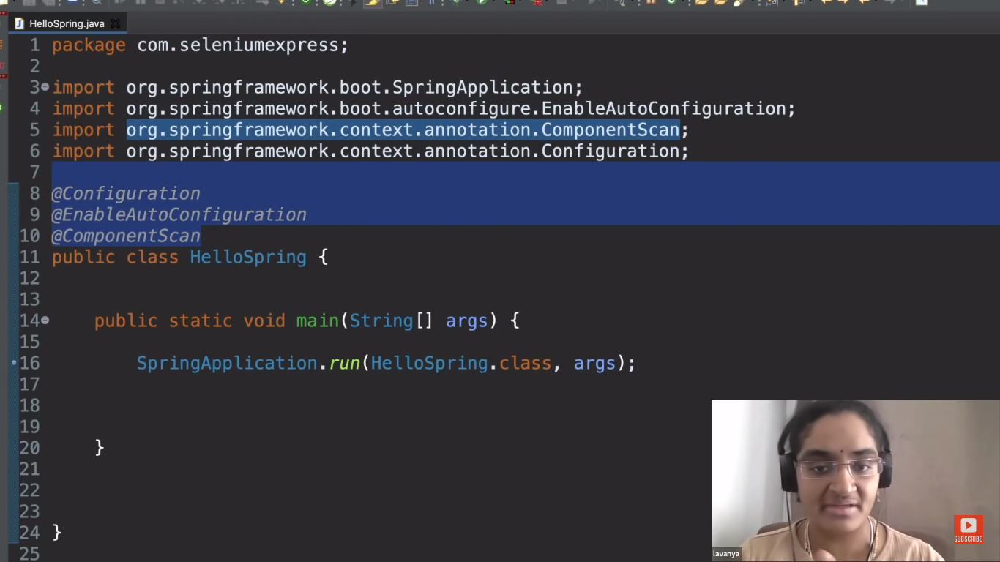 HelloSpring.java
1 package com.seleniumexpress;
2
3 import org.springframework.boot.SpringApplication;
4 import org.springframework.boot.autoconfigure.EnableAutoConfiguration;
5 import org.springframework.context.annotation.ComponentScan;
6 import org.springframework.context.annotation.Configuration;
7
8 @Configuration
9 @EnableAutoConfiguration
10 @ComponentScan
11 public class HelloSpring {
12
13
14 public static void main(String[] args) {
15
16 SpringApplication.run(HelloSpring.class, args);
17
18
19
20 }
21
22
23
24 }
25
lavanya
SUBSCRIBE